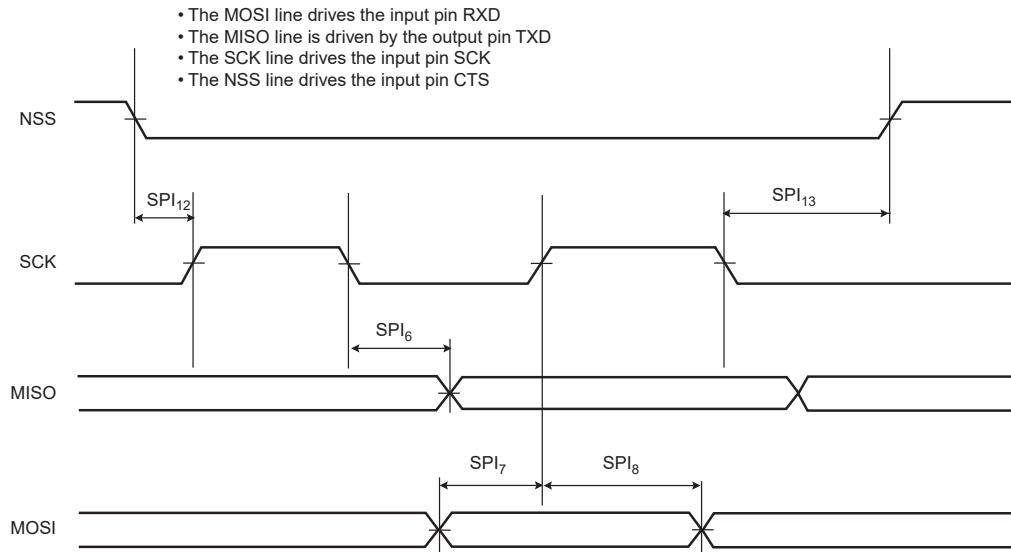 • The MOSI line drives the input pin RXD
• The MISO line is driven by the output pin TXD
• The SCK line drives the input pin SCK
• The NSS line drives the input pin CTS
NSS
SPI12
SPI13
SCK
SPI6
MISO
SPI7
SPI8
MOSI